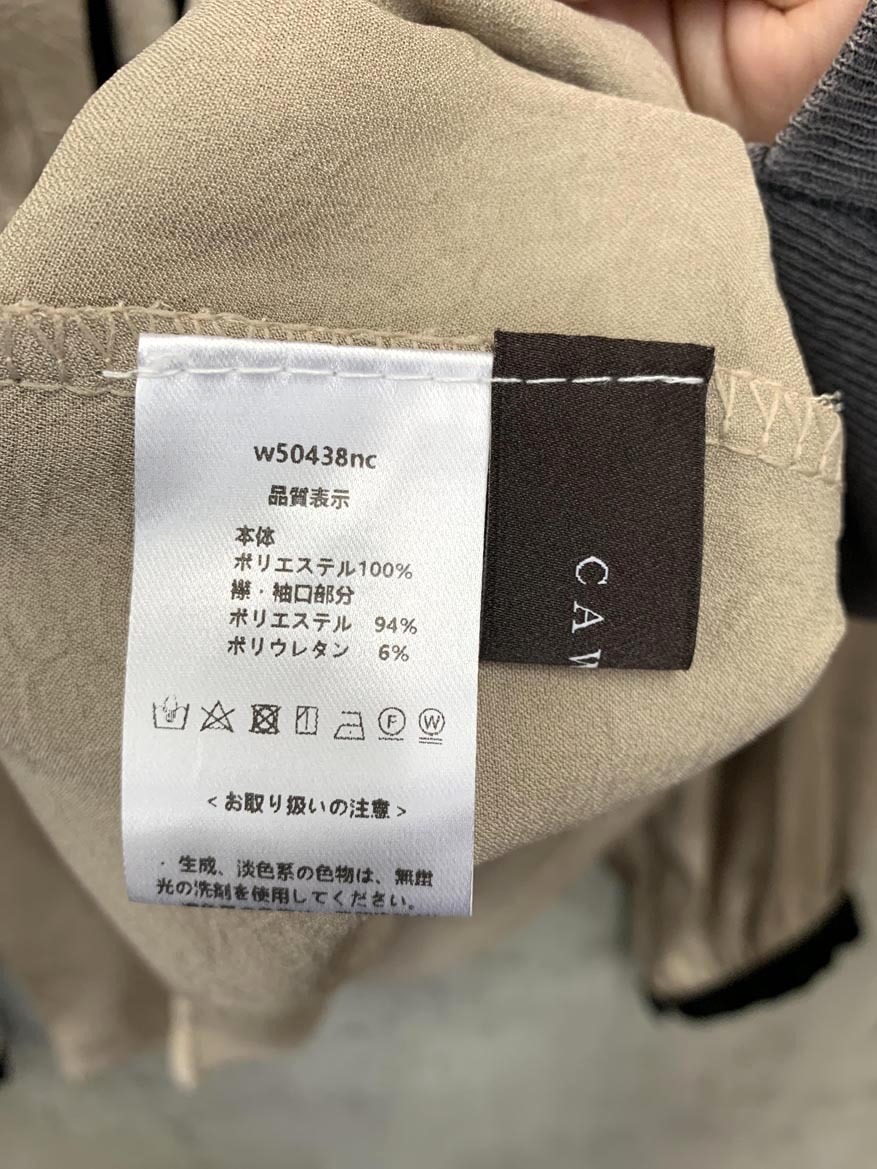 w50438nc
品質表示
本体
ポリエステル100%
襟・袖口部分
ポリエステル 94%
ポリウレタン 6%
F W
<お取り扱いの注意>
・生成、淡色系の色物は、無蛍
光の洗剤を使用してください。
CAW